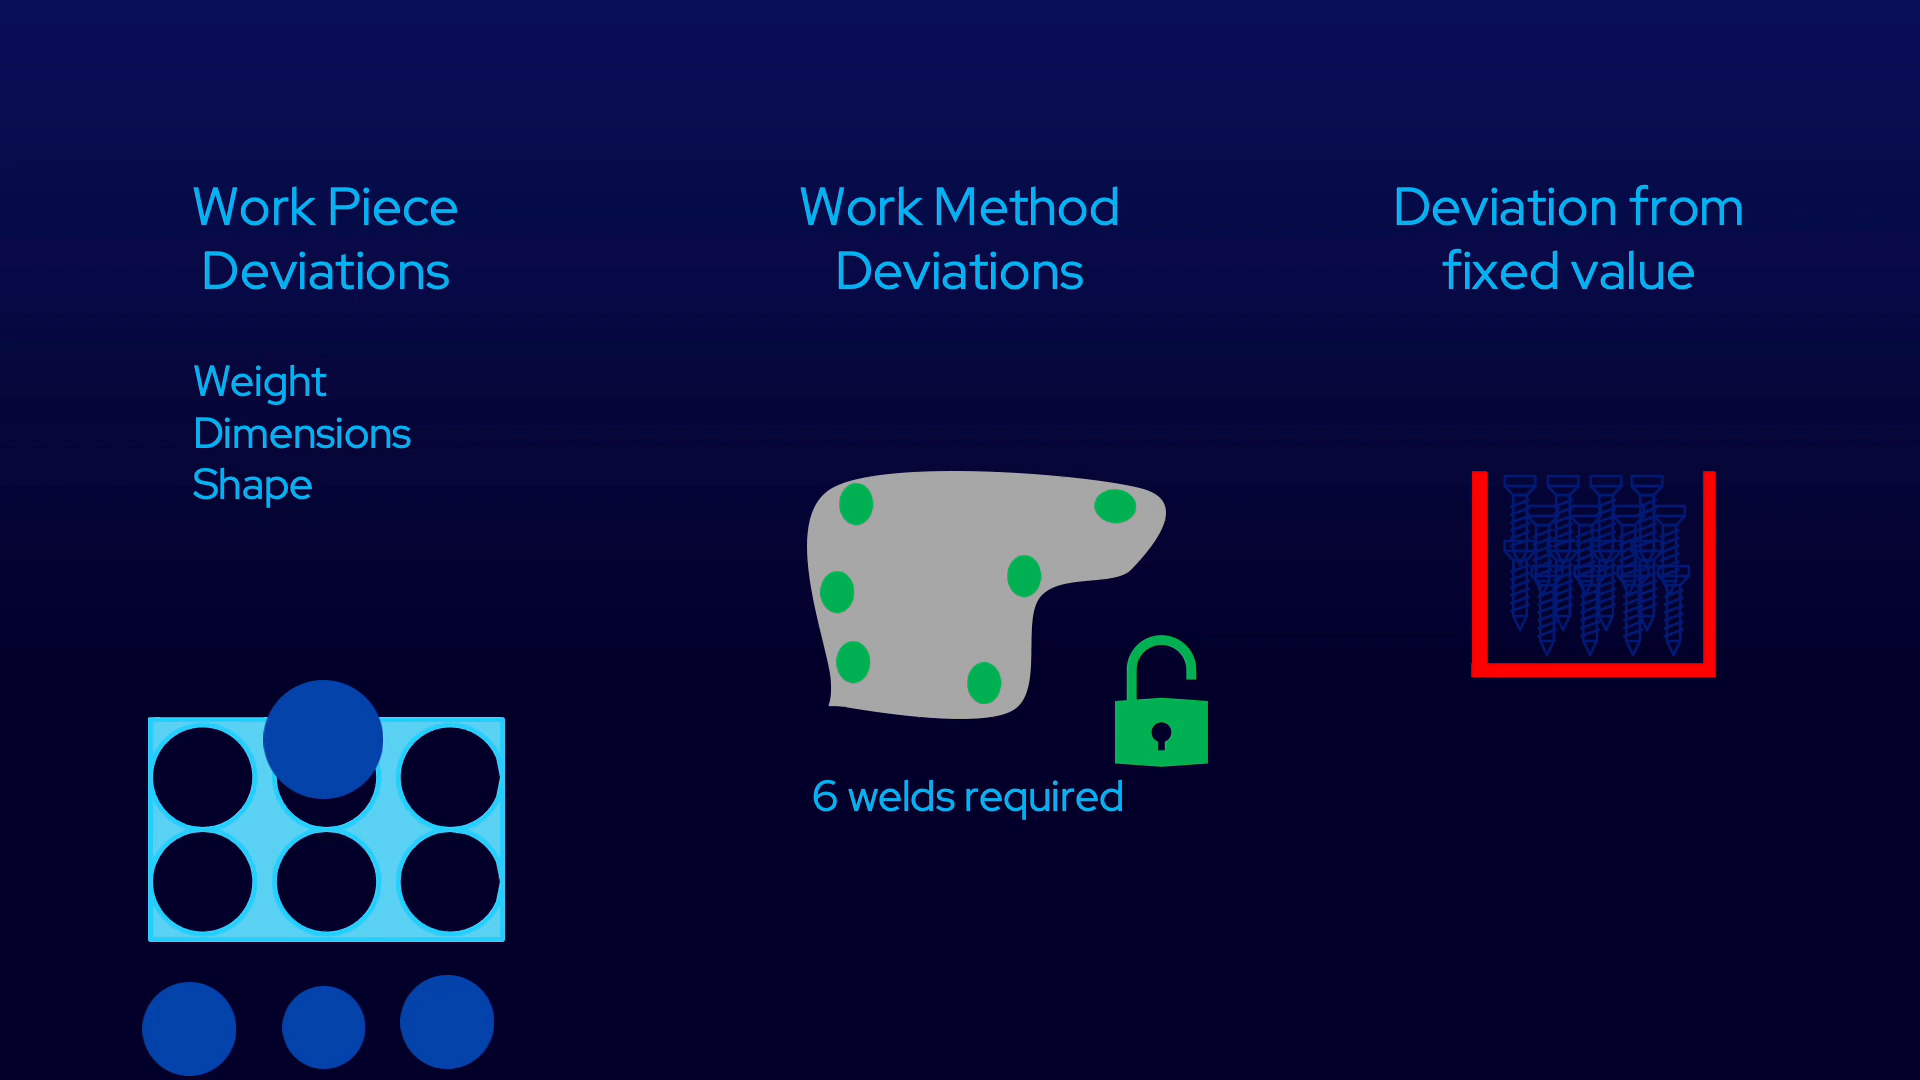 Work Piece
Deviations
Weight
Dimensions
Shape
Work Method
Deviations
6 welds required
Deviation from
fixed value